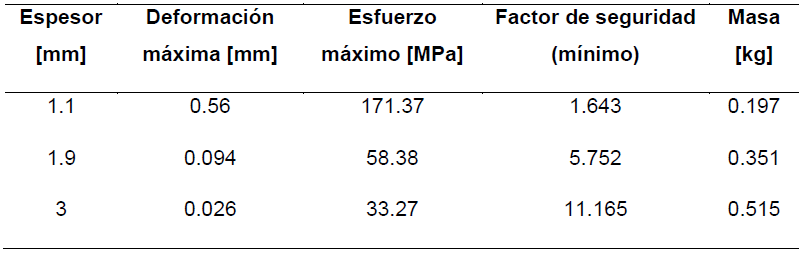 Espesor Deformación Esfuerzo Factor de seguridad Masa
[mm] máxima [mm] máximo [MPa] (mínimo) [kg]
1.1 0.56 171.37 1.643 0.197
1.9 0.094 58.38 5.752 0.351
3 0.026 33.27 11.165 0.515